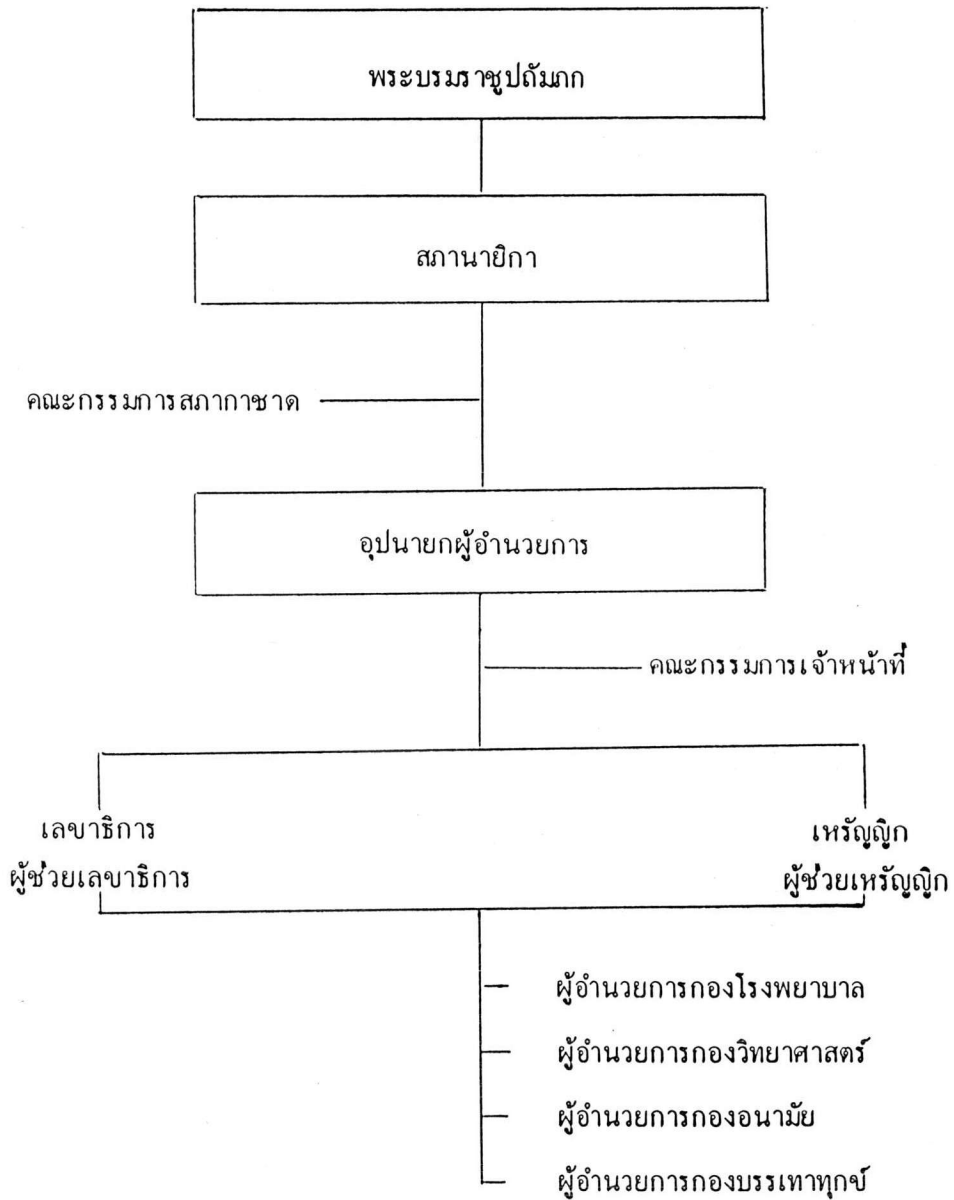 พระบรมราชูปถัมภก
สภานายิกา
คณะกรรมการสภากาชาด
อุปนายกผู้อำนวยการ
คณะกรรมการเจ้าหน้าที่
เลขาธิการ
ผู้ช่วยเลขาธิการ
เหรัญญิก
ผู้ช่วยเหรัญญิก
ผู้อำนวยการกองโรงพยาบาล
ผู้อำนวยการกองวิทยาศาสตร์
ผู้อำนวยการกองอนามัย
ผู้อำนวยการกองบรรเทาทุกข์